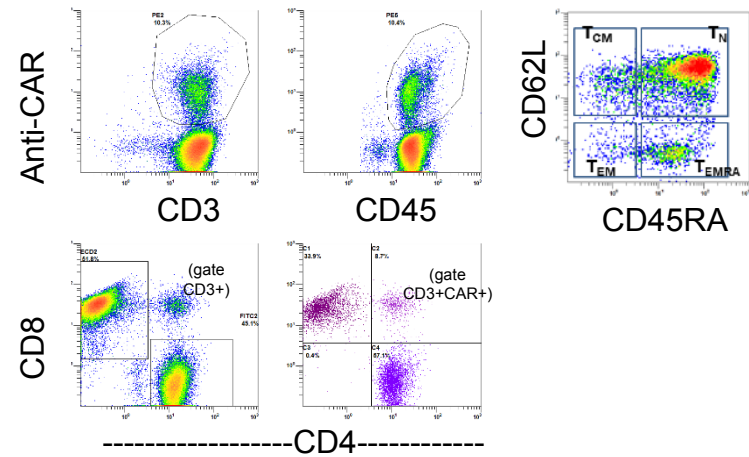 PE2
10.3%
PE5
10.4%
Anti-CAR
CD3
CD45
T_CM
T_N
CD62L
T_EM
T_EMRA
CD45RA
ECD2
51.8%
(gate
CD3+)
FITC2
45.1%
C1
33.9%
C2
8.7%
(gate
CD3+CAR+)
C3
0.4%
C4
57.1%
CD8
CD4